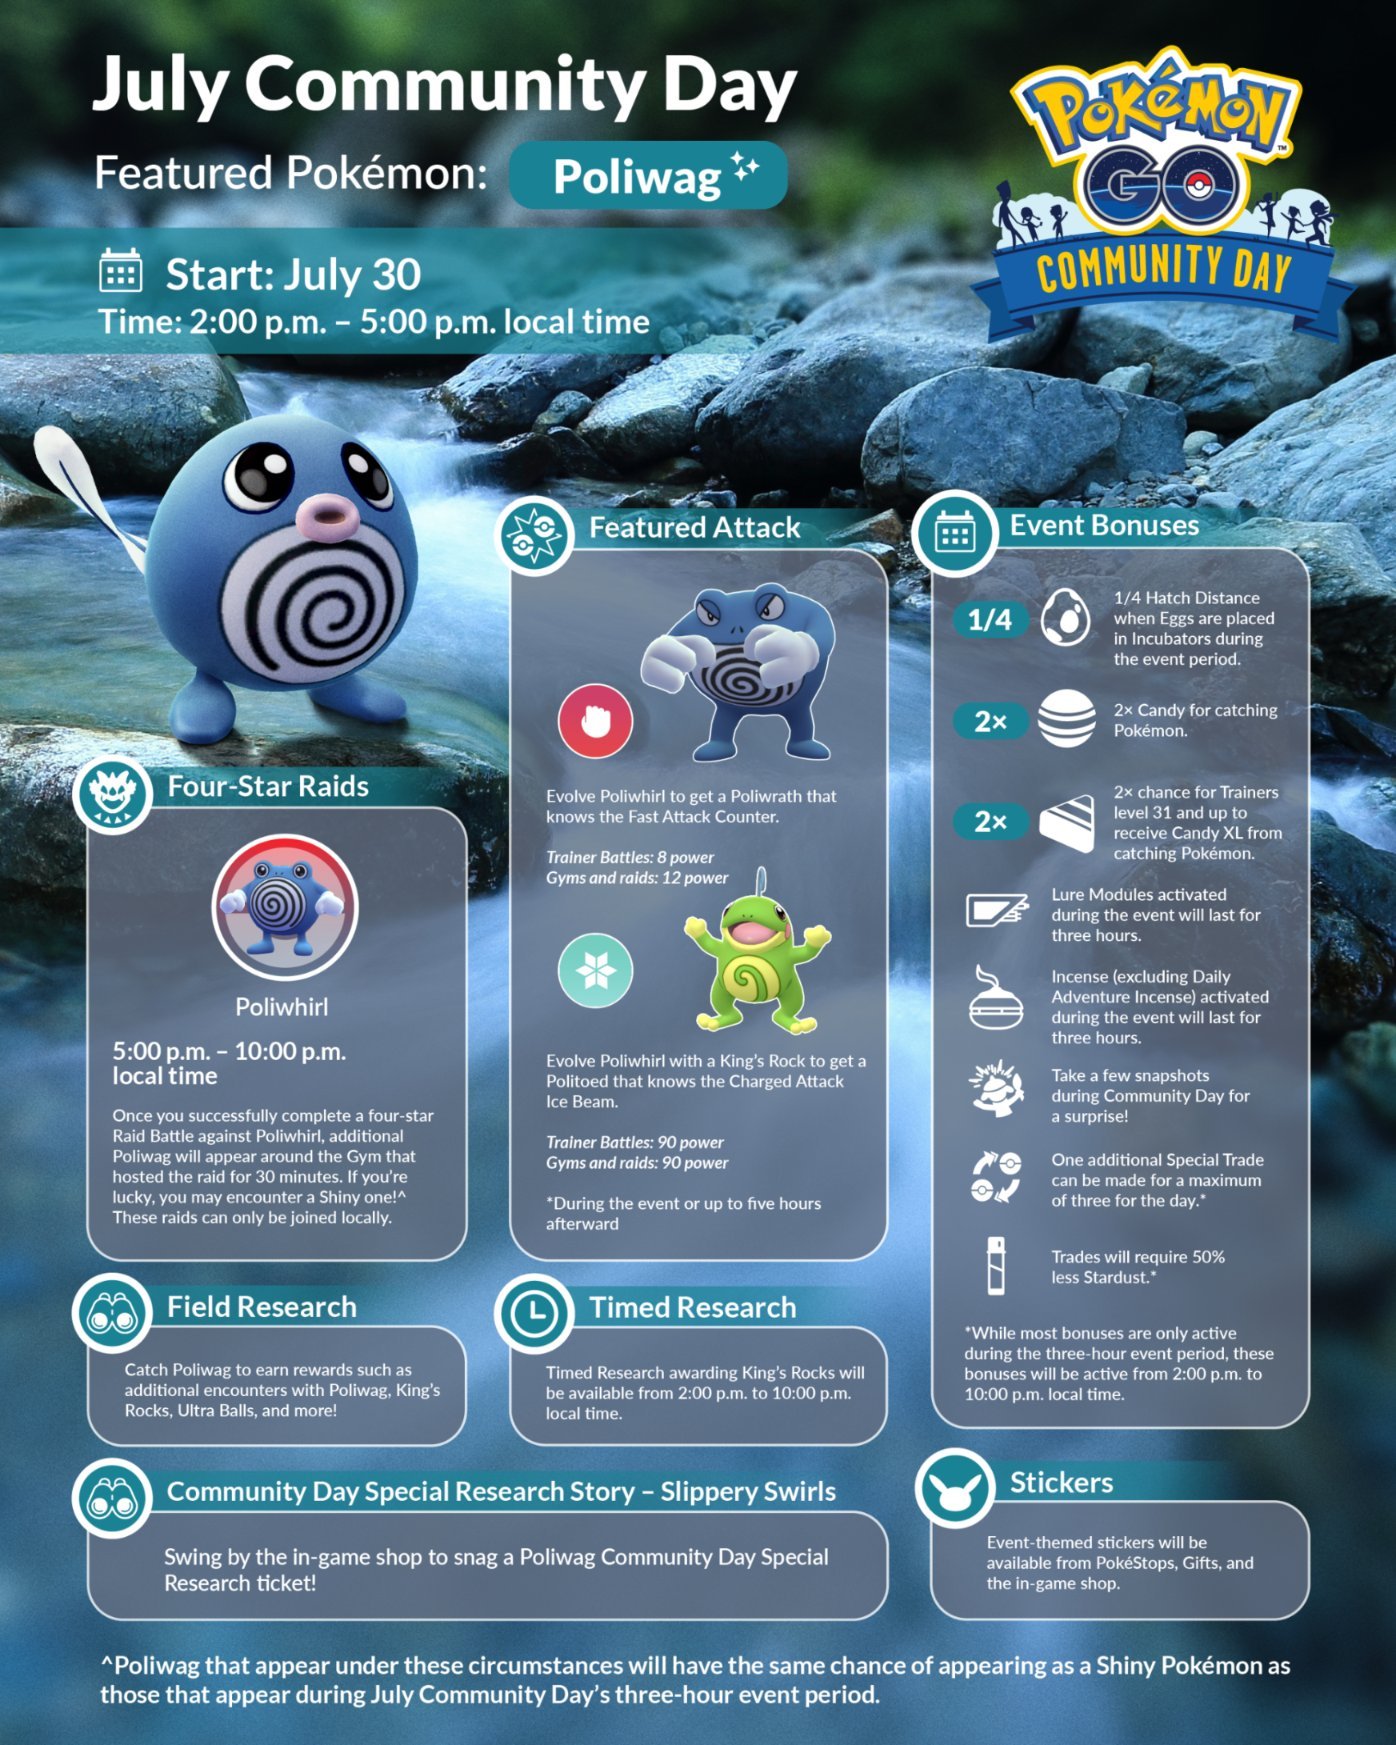 July Community Day
Featured Pokémon:
Poliwag
Start: July 30
Time: 2:00 p.m. – 5:00 p.m. local time
POKéMON
TM
GO
COMMUNITY DAY
Four-Star Raids
Poliwhirl
5:00 p.m. – 10:00 p.m.
local time
Once you successfully complete a four-star
Raid Battle against Poliwhirl, additional
Poliwag will appear around the Gym that
hosted the raid for 30 minutes. If you're
lucky, you may encounter a Shiny one!^
These raids can only be joined locally.
Featured Attack
Evolve Poliwhirl to get a Poliwrath that
knows the Fast Attack Counter.
Trainer Battles: 8 power
Gyms and raids: 12 power
Evolve Poliwhirl with a King's Rock to get a
Politoed that knows the Charged Attack
Ice Beam.
Trainer Battles: 90 power
Gyms and raids: 90 power
*During the event or up to five hours
afterward
Event Bonuses
1/4
1/4 Hatch Distance
when Eggs are placed
in Incubators during
the event period.
2×
2× Candy for catching
Pokémon.
2×
2× chance for Trainers
level 31 and up to
receive Candy XL from
catching Pokémon.
Lure Modules activated
during the event will last for
three hours.
Incense (excluding Daily
Adventure Incense) activated
during the event will last for
three hours.
Take a few snapshots
during Community Day for
a surprise!
One additional Special Trade
can be made for a maximum
of three for the day.*
Trades will require 50%
less Stardust.*
*While most bonuses are only active
during the three-hour event period, these
bonuses will be active from 2:00 p.m. to
10:00 p.m. local time.
Field Research
Catch Poliwag to earn rewards such as
additional encounters with Poliwag, King's
Rocks, Ultra Balls, and more!
Timed Research
Timed Research awarding King's Rocks will
be available from 2:00 p.m. to 10:00 p.m.
local time.
Community Day Special Research Story – Slippery Swirls
Swing by the in-game shop to snag a Poliwag Community Day Special
Research ticket!
Stickers
Event-themed stickers will be
available from PokéStops, Gifts, and
the in-game shop.
^Poliwag that appear under these circumstances will have the same chance of appearing as a Shiny Pokémon as
those that appear during July Community Day's three-hour event period.